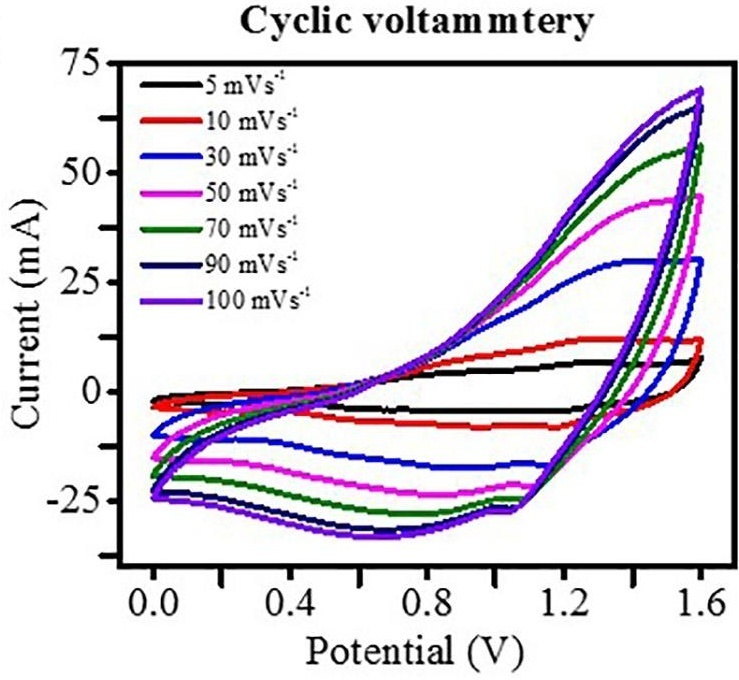 Cyclic voltammtery
75
50
25
0
-25
Current (mA)
5 mVs⁻¹
10 mVs⁻¹
30 mVs⁻¹
50 mVs⁻¹
70 mVs⁻¹
90 mVs⁻¹
100 mVs⁻¹
0.0 0.4 0.8 1.2 1.6
Potential (V)